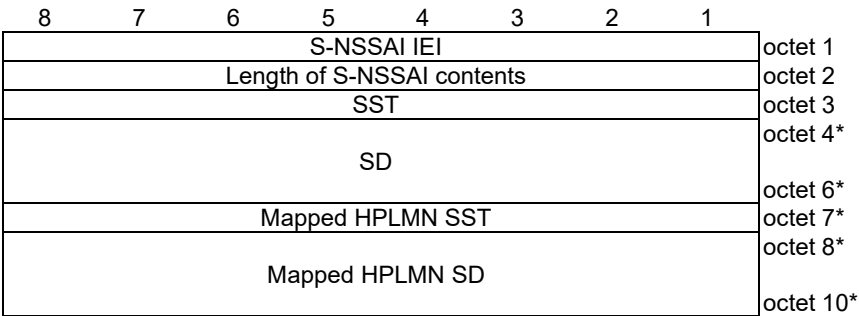 8 7 6 5 4 3 2 1
S-NSSAI IEI octet 1
Length of S-NSSAI contents octet 2
SST octet 3
octet 4*
SD
octet 6*
Mapped HPLMN SST octet 7*
octet 8*
Mapped HPLMN SD
octet 10*